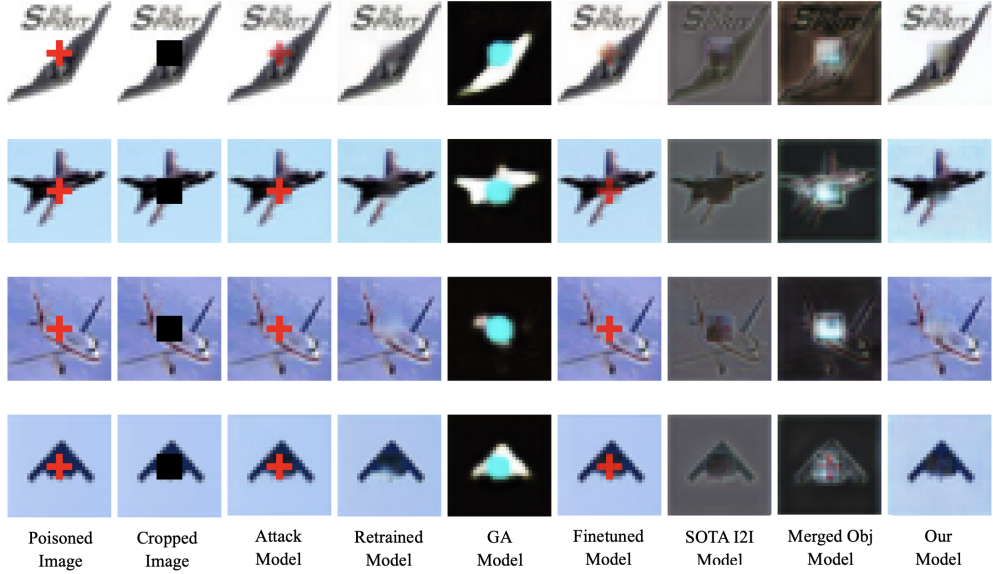 Poisoned Image
Cropped Image
Attack Model
Retrained Model
GA Model
Finetuned Model
SOTA I2I Model
Merged Obj Model
Our Model